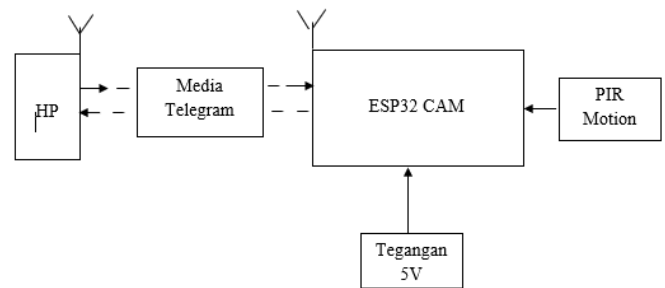 HP
Media
Telegram
ESP32 CAM
PIR
Motion
Tegangan
5V